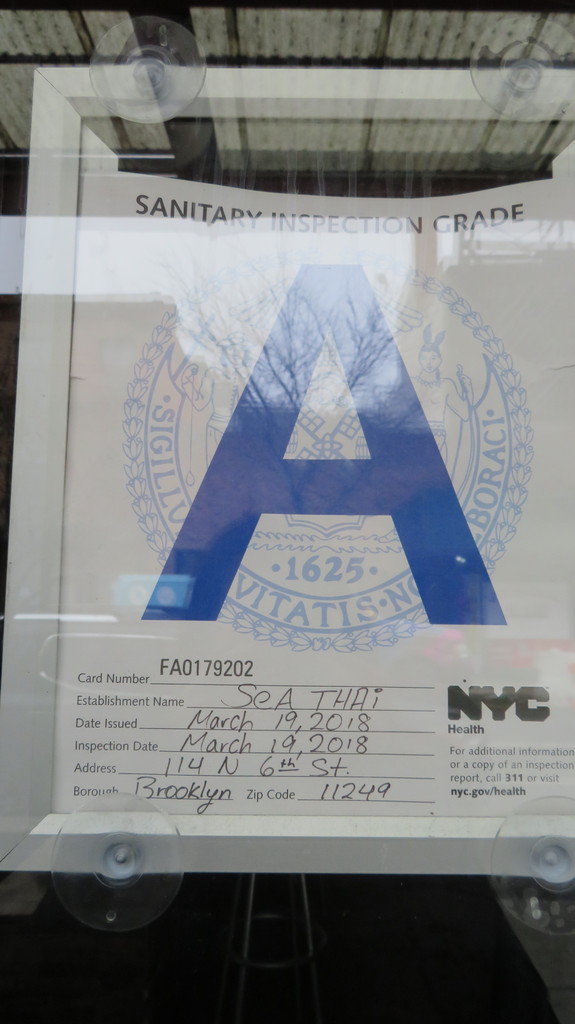 SANITARY INSPECTION GRADE
A
SIGILLU
BORACI
1625
VITATIS NO
Card Number FA0179202
Establishment Name SEA THAi
Date Issued March 19, 2018
Inspection Date March 19, 2018
Address 114 N 6th St.
Borough Brooklyn Zip Code 11249
NYC
Health
For additional information
or a copy of an inspection
report, call 311 or visit
nyc.gov/health